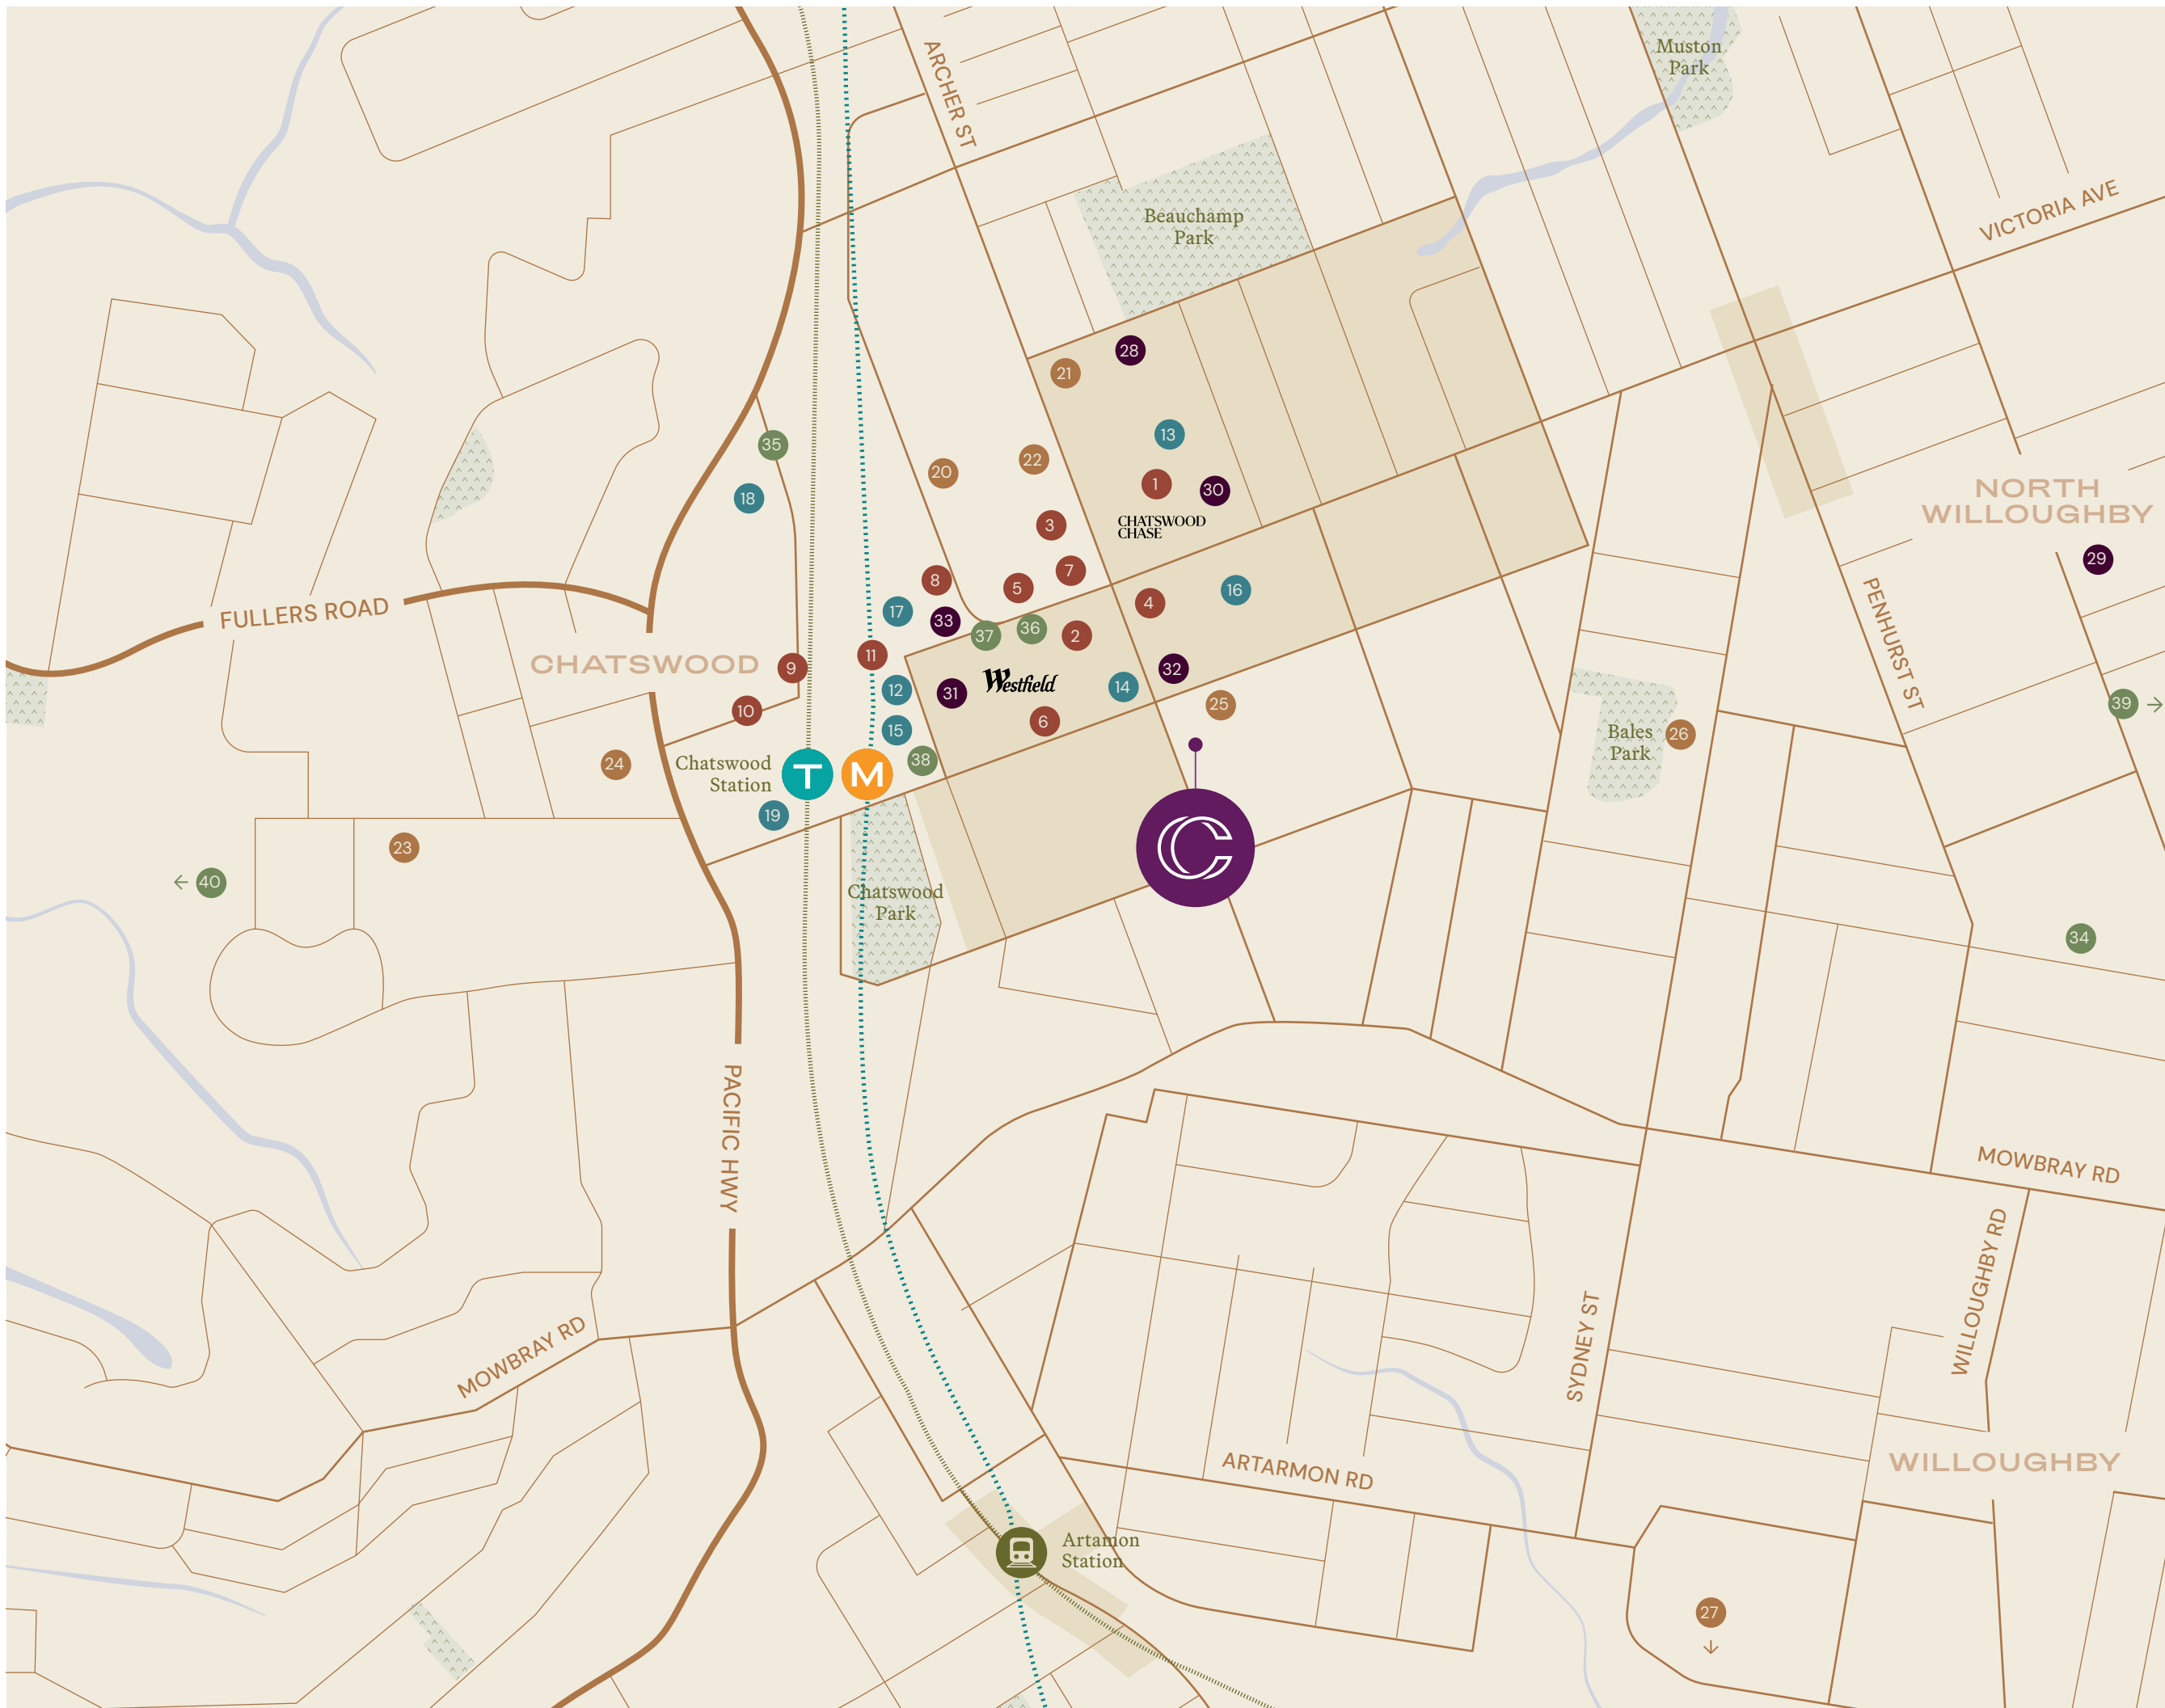 Muston
Park
ARCHER ST
VICTORIA AVE
Beauchamp
Park
28
21
13
35
22
20
1
30
18
NORTH
WILLOUGHBY
CHATSWOOD
CHASE
3
29
7
8
5
16
4
FULLERS ROAD
17
33
36
37
2
PENHURST ST
11
CHATSWOOD
9
32
12
31
Westfield
14
39
10
25
6
15
Bales
Park
26
38
24
Chatswood
Station
T
M
19
23
CC
40
Chatswood
Park
34
PACIFIC HWY
MOWBRAY RD
WILLOUGHBY RD
SYDNEY ST
MOWBRAY RD
ARTARMON RD
WILLOUGHBY
Artamon
Station
27